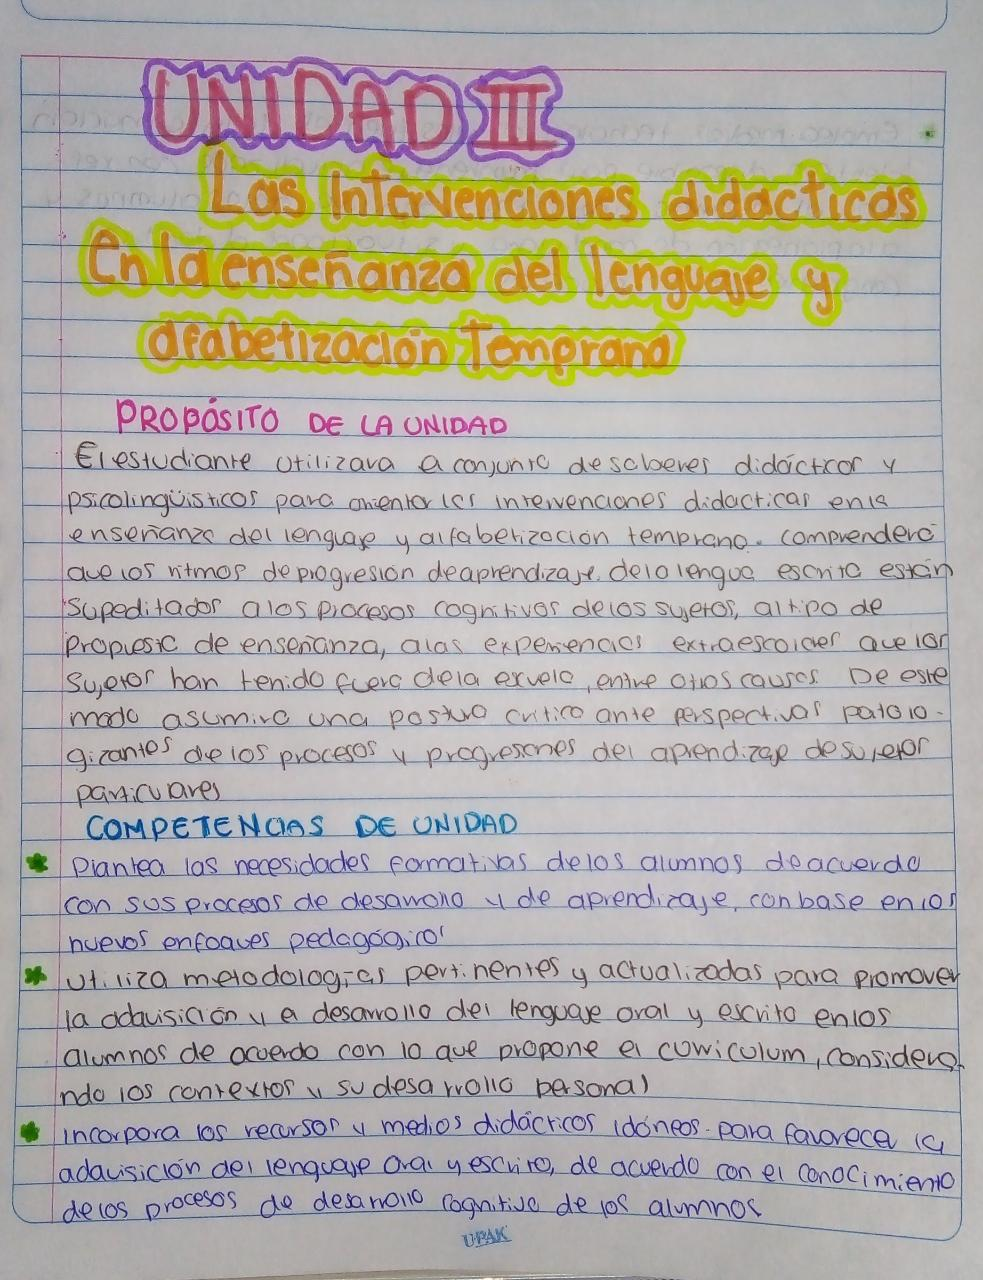 UNIDAD III
Las Intervenciones didacticas
En la enseñanza del lenguaje y
alfabetización Temprana
PROPÓSITO DE LA UNIDAD
El estudiante utilizara a conjunto de saberes didácticos y
psicolingüisticos para orientar las intervenciones didacticas en la
enseñanza del lenguaje y alfabetización temprana. comprenderá
que los ritmos de progresión de aprendizaje de la lengua escrita están
supeditados a los procesos cognitivos de los sujetos, al tipo de
propuesta de enseñanza, a las experiencias extraescolares que los
sujetos han tenido fuera de la escuela, entre otras causas. De este
modo asumira una postura critica ante perspectivas patolo-
gizantes de los procesos y progresiones del aprendizaje de sujetos
particulares
COMPETENCIAS DE UNIDAD
* Plantea las necesidades formativas de los alumnos de acuerdo
con sus procesos de desarrollo y de aprendizaje, con base en los
nuevos enfoques pedagógicos
* Utiliza metodologias pertinentes y actualizadas para promover
la adquisición y e desarrollo del lenguaje oral y escrito en los
alumnos de acuerdo con lo que propone el curriculum, considera
ndo los contextos y su desarrollo personal
* Incorpora los recursos y medios didácticos idóneos para favorecer la
adquisición del lenguaje oral y escrito, de acuerdo con el conocimiento
de los procesos de desarrollo cognitivo de los alumnos
UPAK